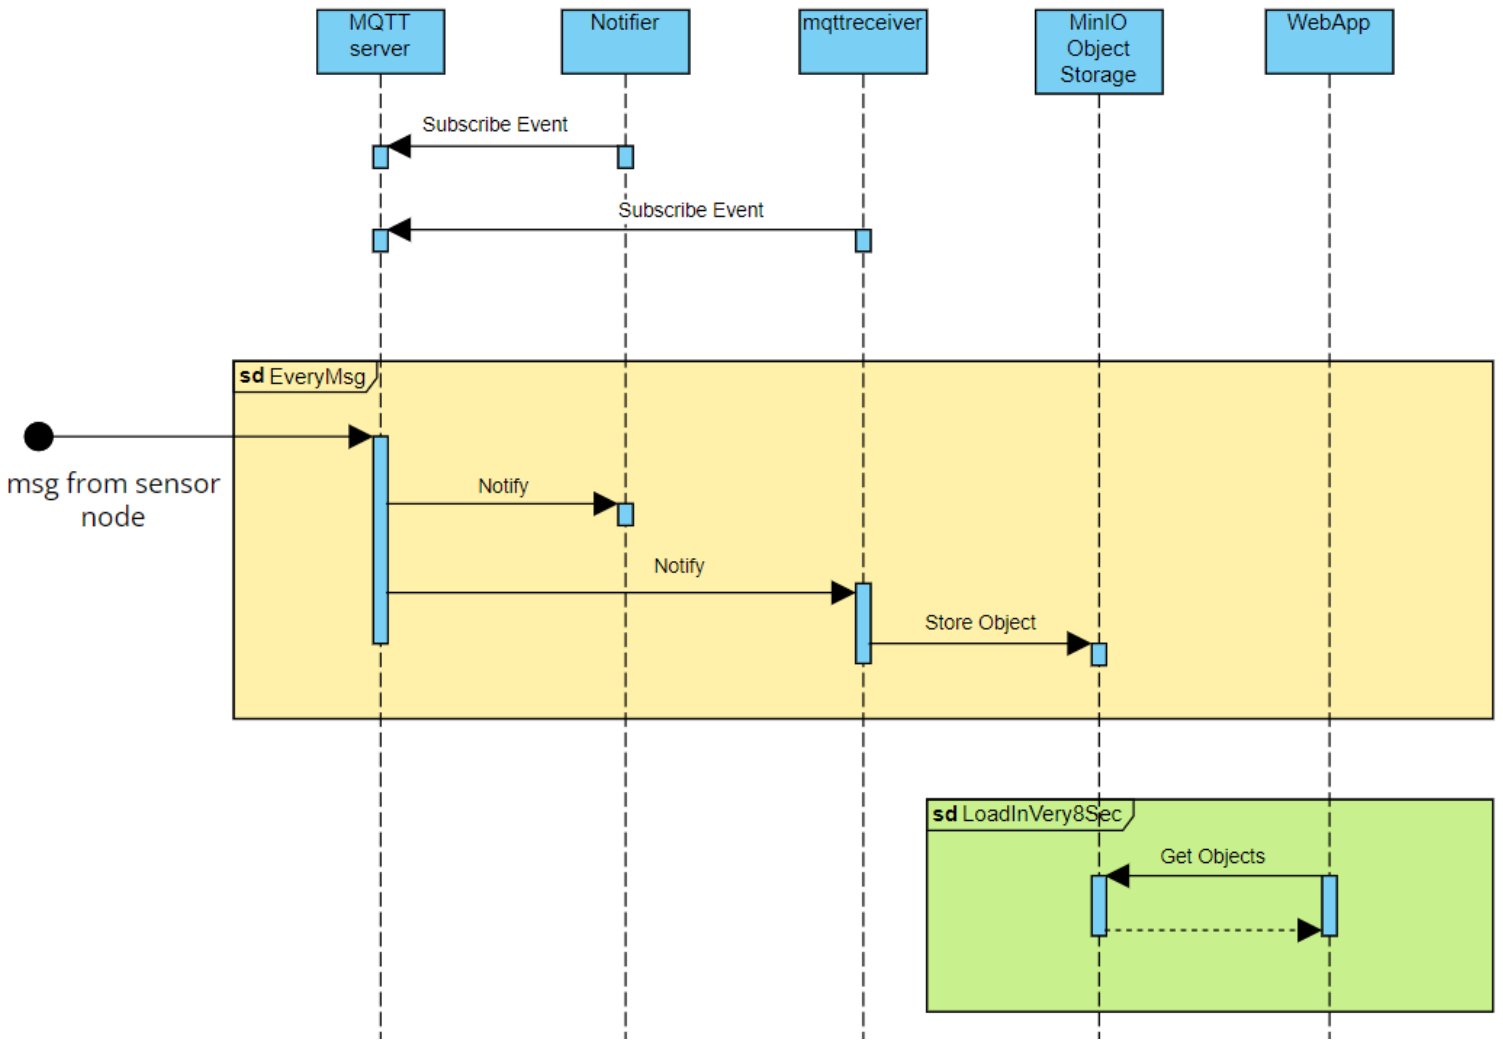 MQTT
server
Notifier
mqttreceiver
MinIO
Object
Storage
WebApp
Subscribe Event
Subscribe Event
sd EveryMsg
msg from sensor
node
Notify
Notify
Store Object
sd LoadInVery8Sec
Get Objects